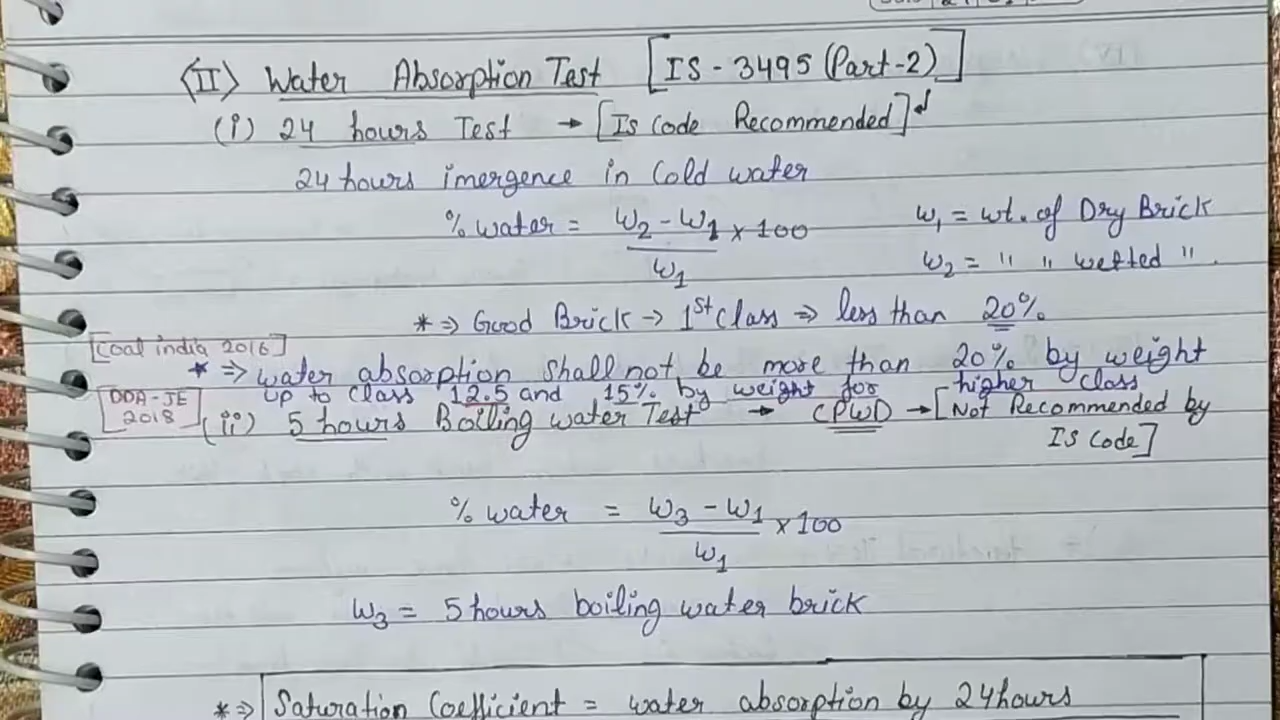 <II> Water Absorption Test [IS - 3495 (Part-2)]
(i) 24 hours Test → [Is Code Recommended]
24 hours imergence in Cold water
% water = (W2 - W1)/W1 × 100
W1 = wt. of Dry Brick
W2 = " " wetted ".
* ⇒ Good Brick → 1st Class ⇒ less than 20%
[Coal india 2016]
* ⇒ water absorption shall not be more than 20% by weight
up to class 12.5 and 15% by weight for higher class
[DDA-JE 2018]
(ii) 5 hours Boiling water Test → CPWD → [Not Recommended by
IS Code]
% water = (W3 - W1)/W1 × 100
W3 = 5 hours boiling water brick
* ⇒ Saturation Coefficient = water absorption by 24 hours